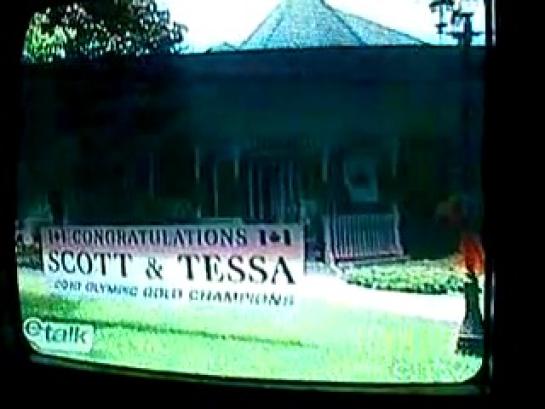 CONGRATULATIONS
SCOTT & TESSA
2010 OLYMPIC GOLD CHAMPIONS
etalk